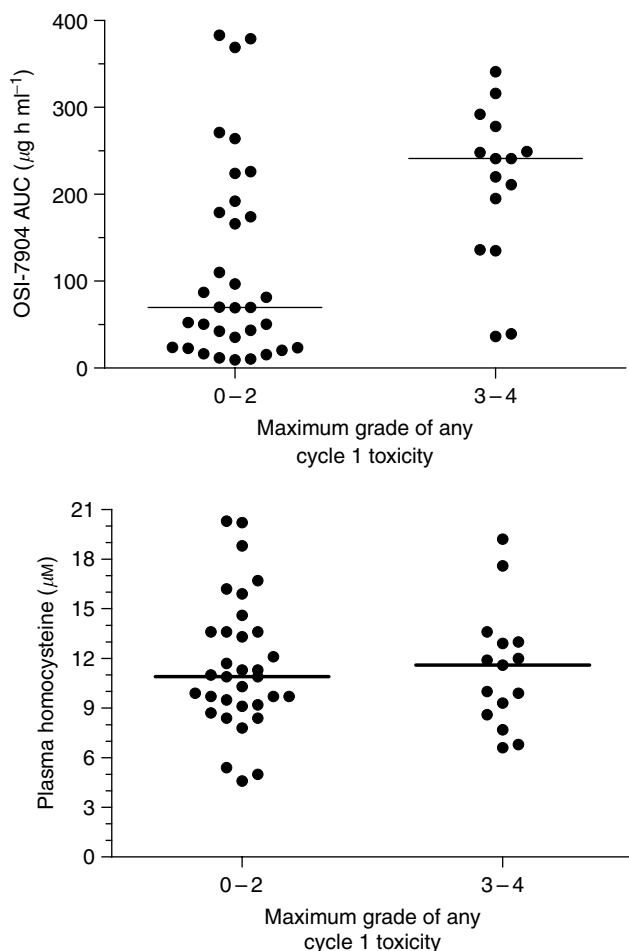 OSI-7904 AUC (μg h ml⁻¹)
400
300
200
100
0
0–2
3–4
Maximum grade of any
cycle 1 toxicity
Plasma homocysteine (μM)
21
18
15
12
9
6
3
0
0–2
3–4
Maximum grade of any
cycle 1 toxicity